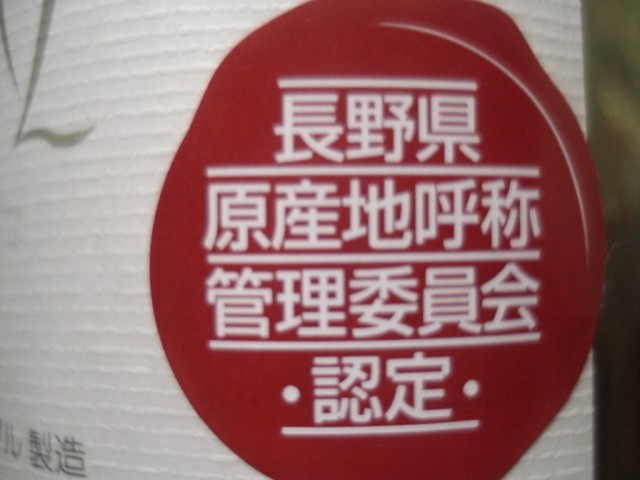 長野県
原産地呼称
管理委員会
・認定・
ル製造